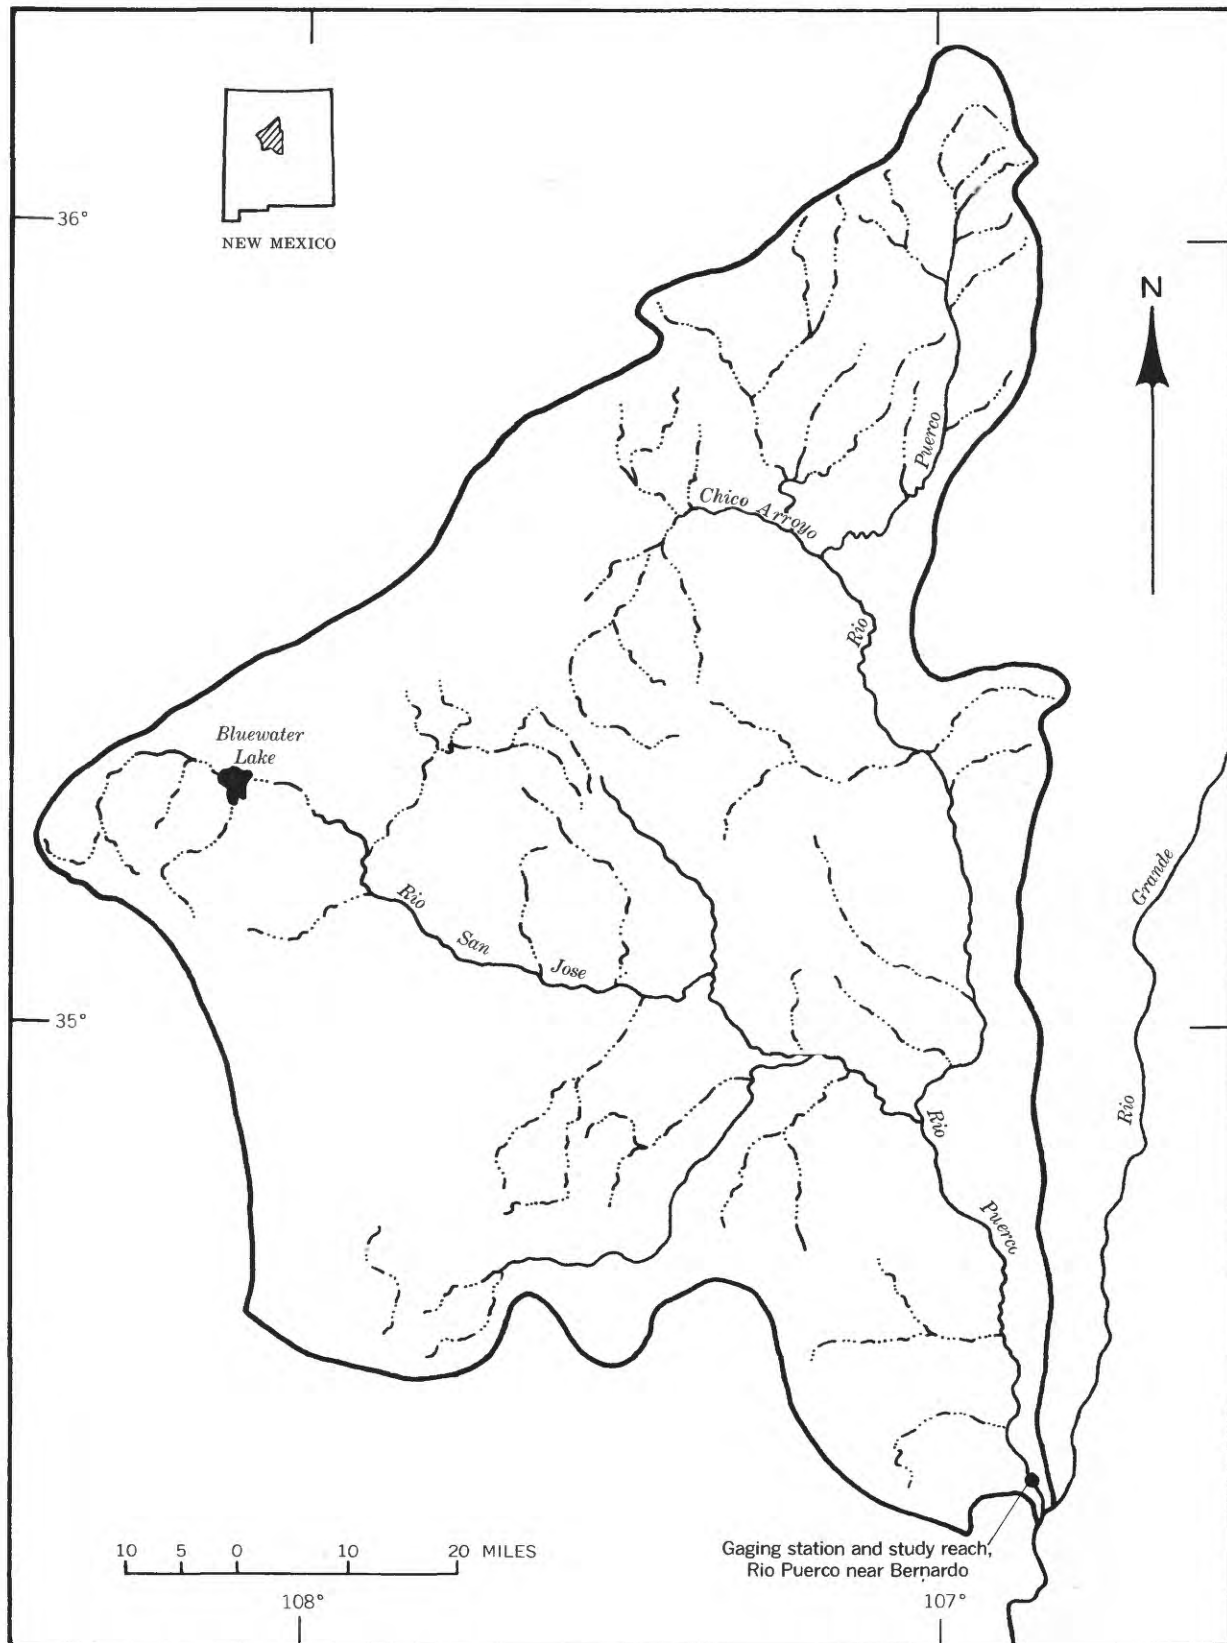 NEW MEXICO
36°
N
Puerco
Chico Arroyo
Rio
Bluewater
Lake
Rio
San
Jose
Grande
35°
Rio
Rio
Puerco
10 5 0 10 20 MILES
Gaging station and study reach,
Rio Puerco near Bernardo
108°
107°